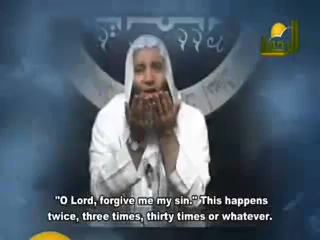 "O Lord, forgive me my sin." This happens
twice, three times, thirty times or whatever.